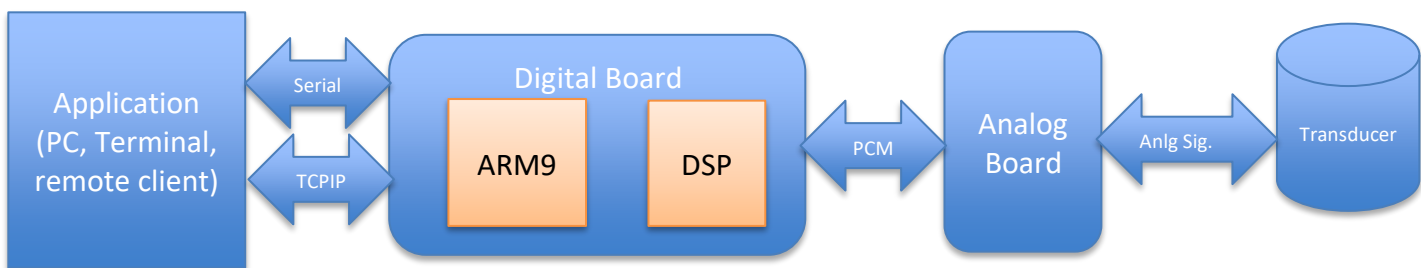 Application
(PC, Terminal,
remote client)
Serial
TCPIP
Digital Board
ARM9
DSP
PCM
Analog
Board
Anlg Sig.
Transducer